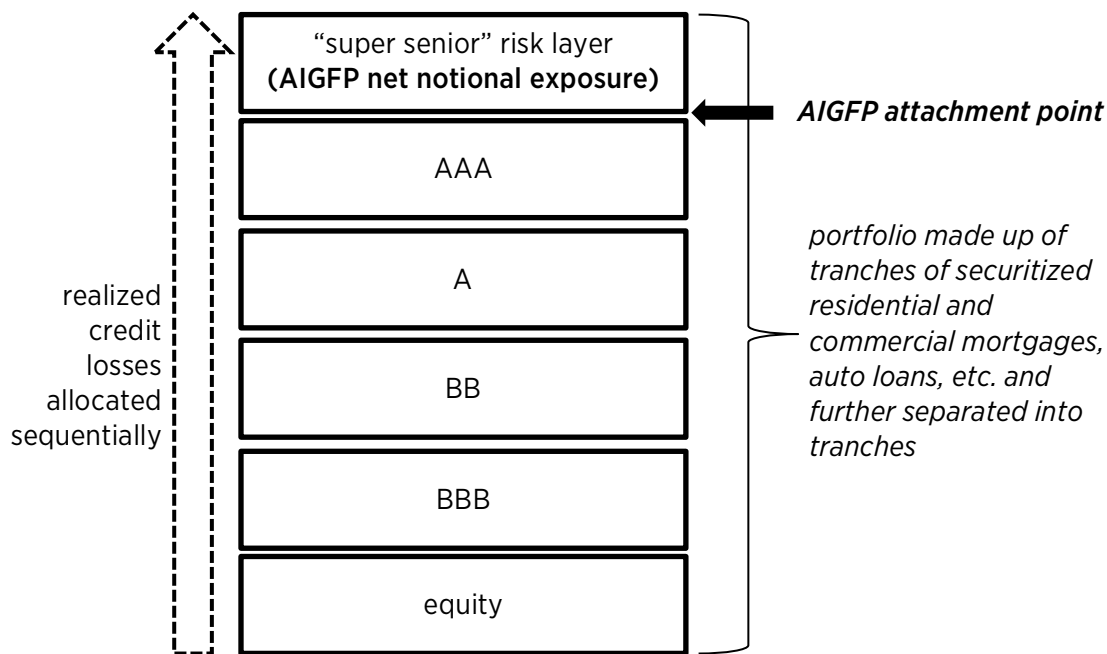 “super senior” risk layer
(AIGFP net notional exposure)
AIGFP attachment point
AAA
A
BB
BBB
equity
realized
credit
losses
allocated
sequentially
portfolio made up of
tranches of securitized
residential and
commercial mortgages,
auto loans, etc. and
further separated into
tranches